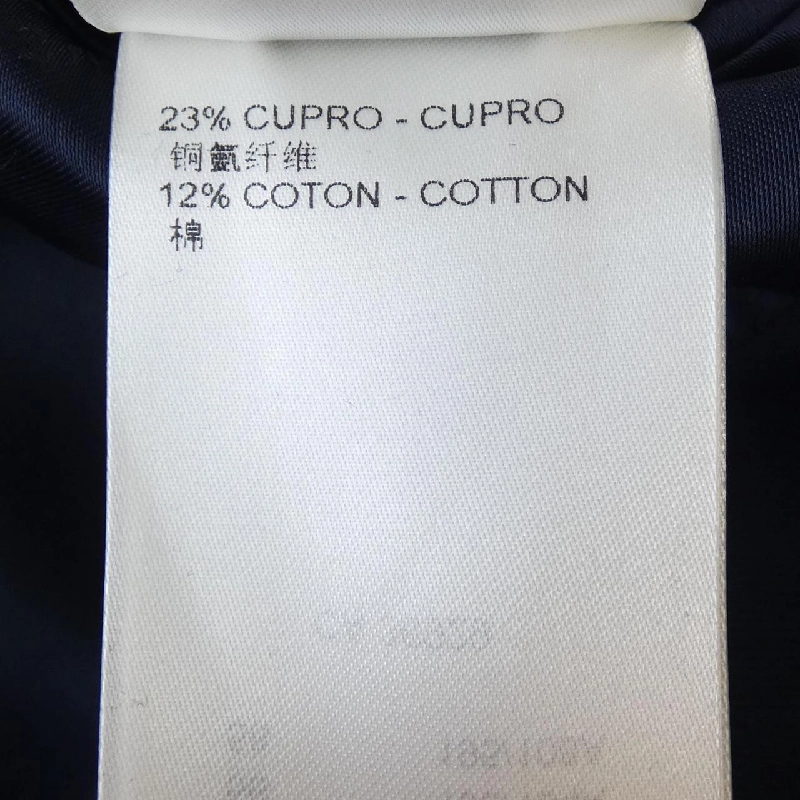 23% CUPRO - CUPRO
铜氨纤维
12% COTON - COTTON
棉